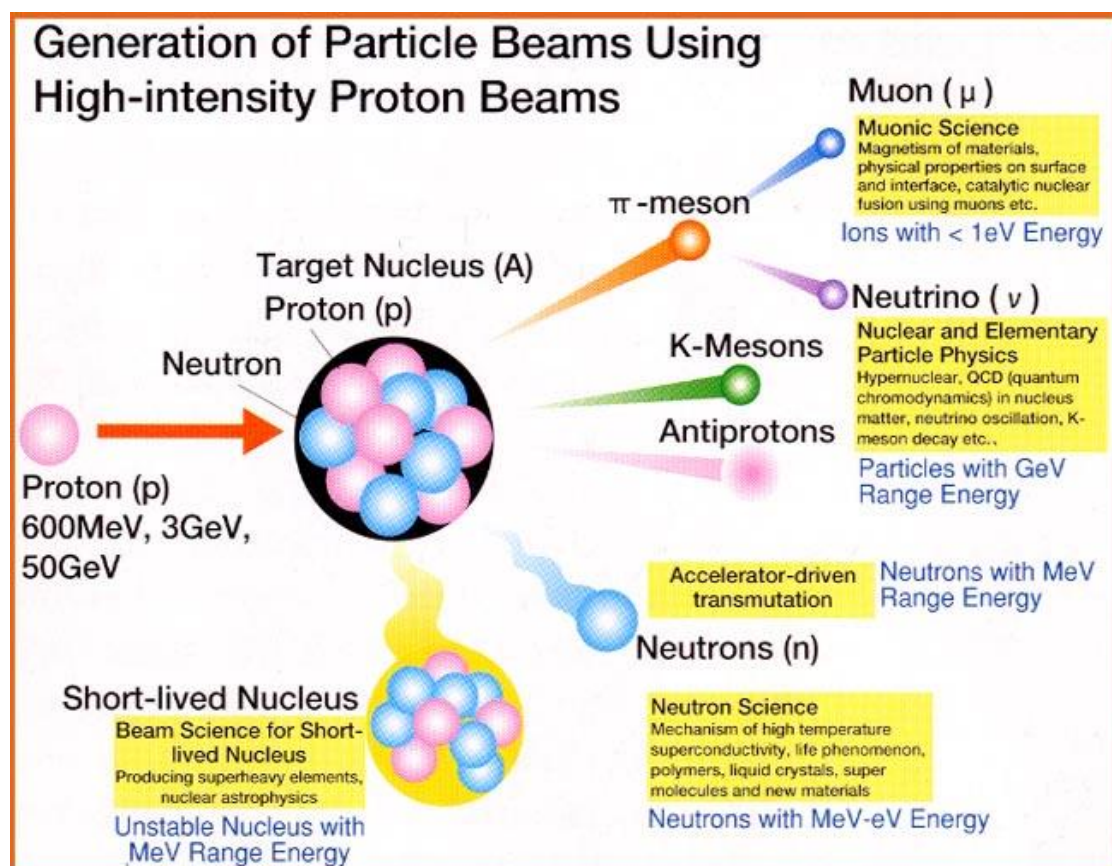 Generation of Particle Beams Using
High-intensity Proton Beams
Muon (μ)
Muonic Science
Magnetism of materials,
physical properties on surface
and interface, catalytic nuclear
fusion using muons etc.
Ions with < 1eV Energy
π-meson
Target Nucleus (A)
Proton (p)
Neutron
Neutrino (ν)
Nuclear and Elementary
Particle Physics
Hypernuclear, QCD (quantum
chromodynamics) in nucleus
matter, neutrino oscillation, K-
meson decay etc..
Particles with GeV
Range Energy
K-Mesons
Antiprotons
Proton (p)
600MeV, 3GeV,
50GeV
Accelerator-driven
transmutation
Neutrons with MeV
Range Energy
Neutrons (n)
Neutron Science
Mechanism of high temperature
superconductivity, life phenomenon,
polymers, liquid crystals, super
molecules and new materials
Neutrons with MeV-eV Energy
Short-lived Nucleus
Beam Science for Short-
lived Nucleus
Producing superheavy elements,
nuclear astrophysics
Unstable Nucleus with
MeV Range Energy